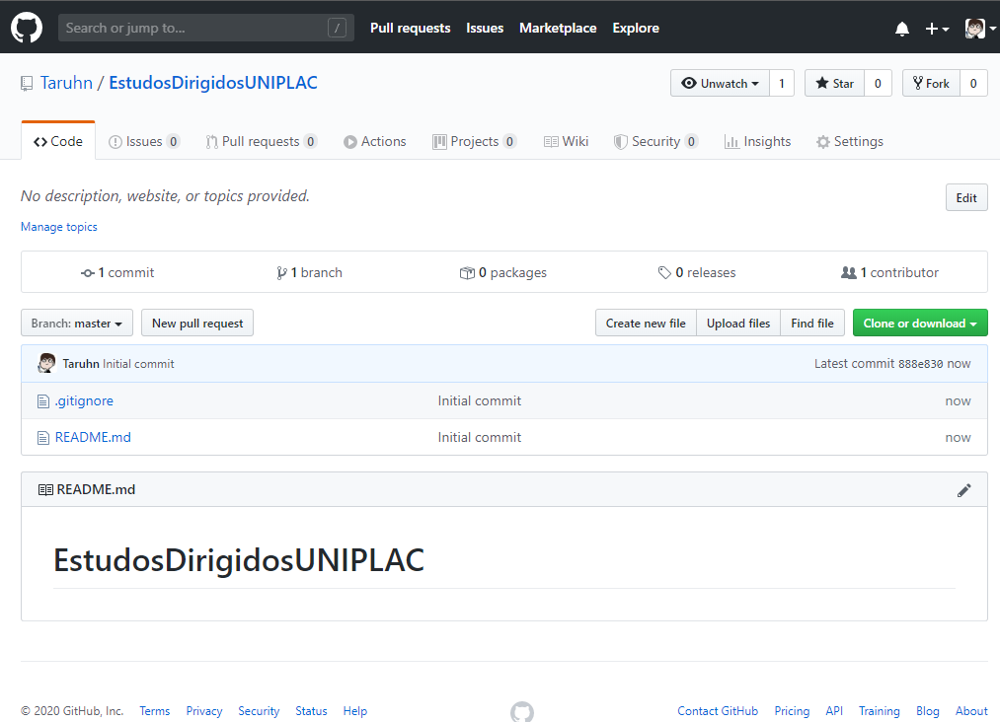 Search or jump to... / Pull requests Issues Marketplace Explore
Taruhn / EstudosDirigidosUNIPLAC Unwatch 1 Star 0 Fork 0
Code Issues 0 Pull requests 0 Actions Projects 0 Wiki Security 0 Insights Settings
No description, website, or topics provided. Edit
Manage topics
1 commit 1 branch 0 packages 0 releases 1 contributor
Branch: master New pull request Create new file Upload files Find file Clone or download
Taruhn Initial commit Latest commit 888e830 now
.gitignore Initial commit now
README.md Initial commit now
README.md
EstudosDirigidosUNIPLAC
© 2020 GitHub, Inc. Terms Privacy Security Status Help Contact GitHub Pricing API Training Blog About